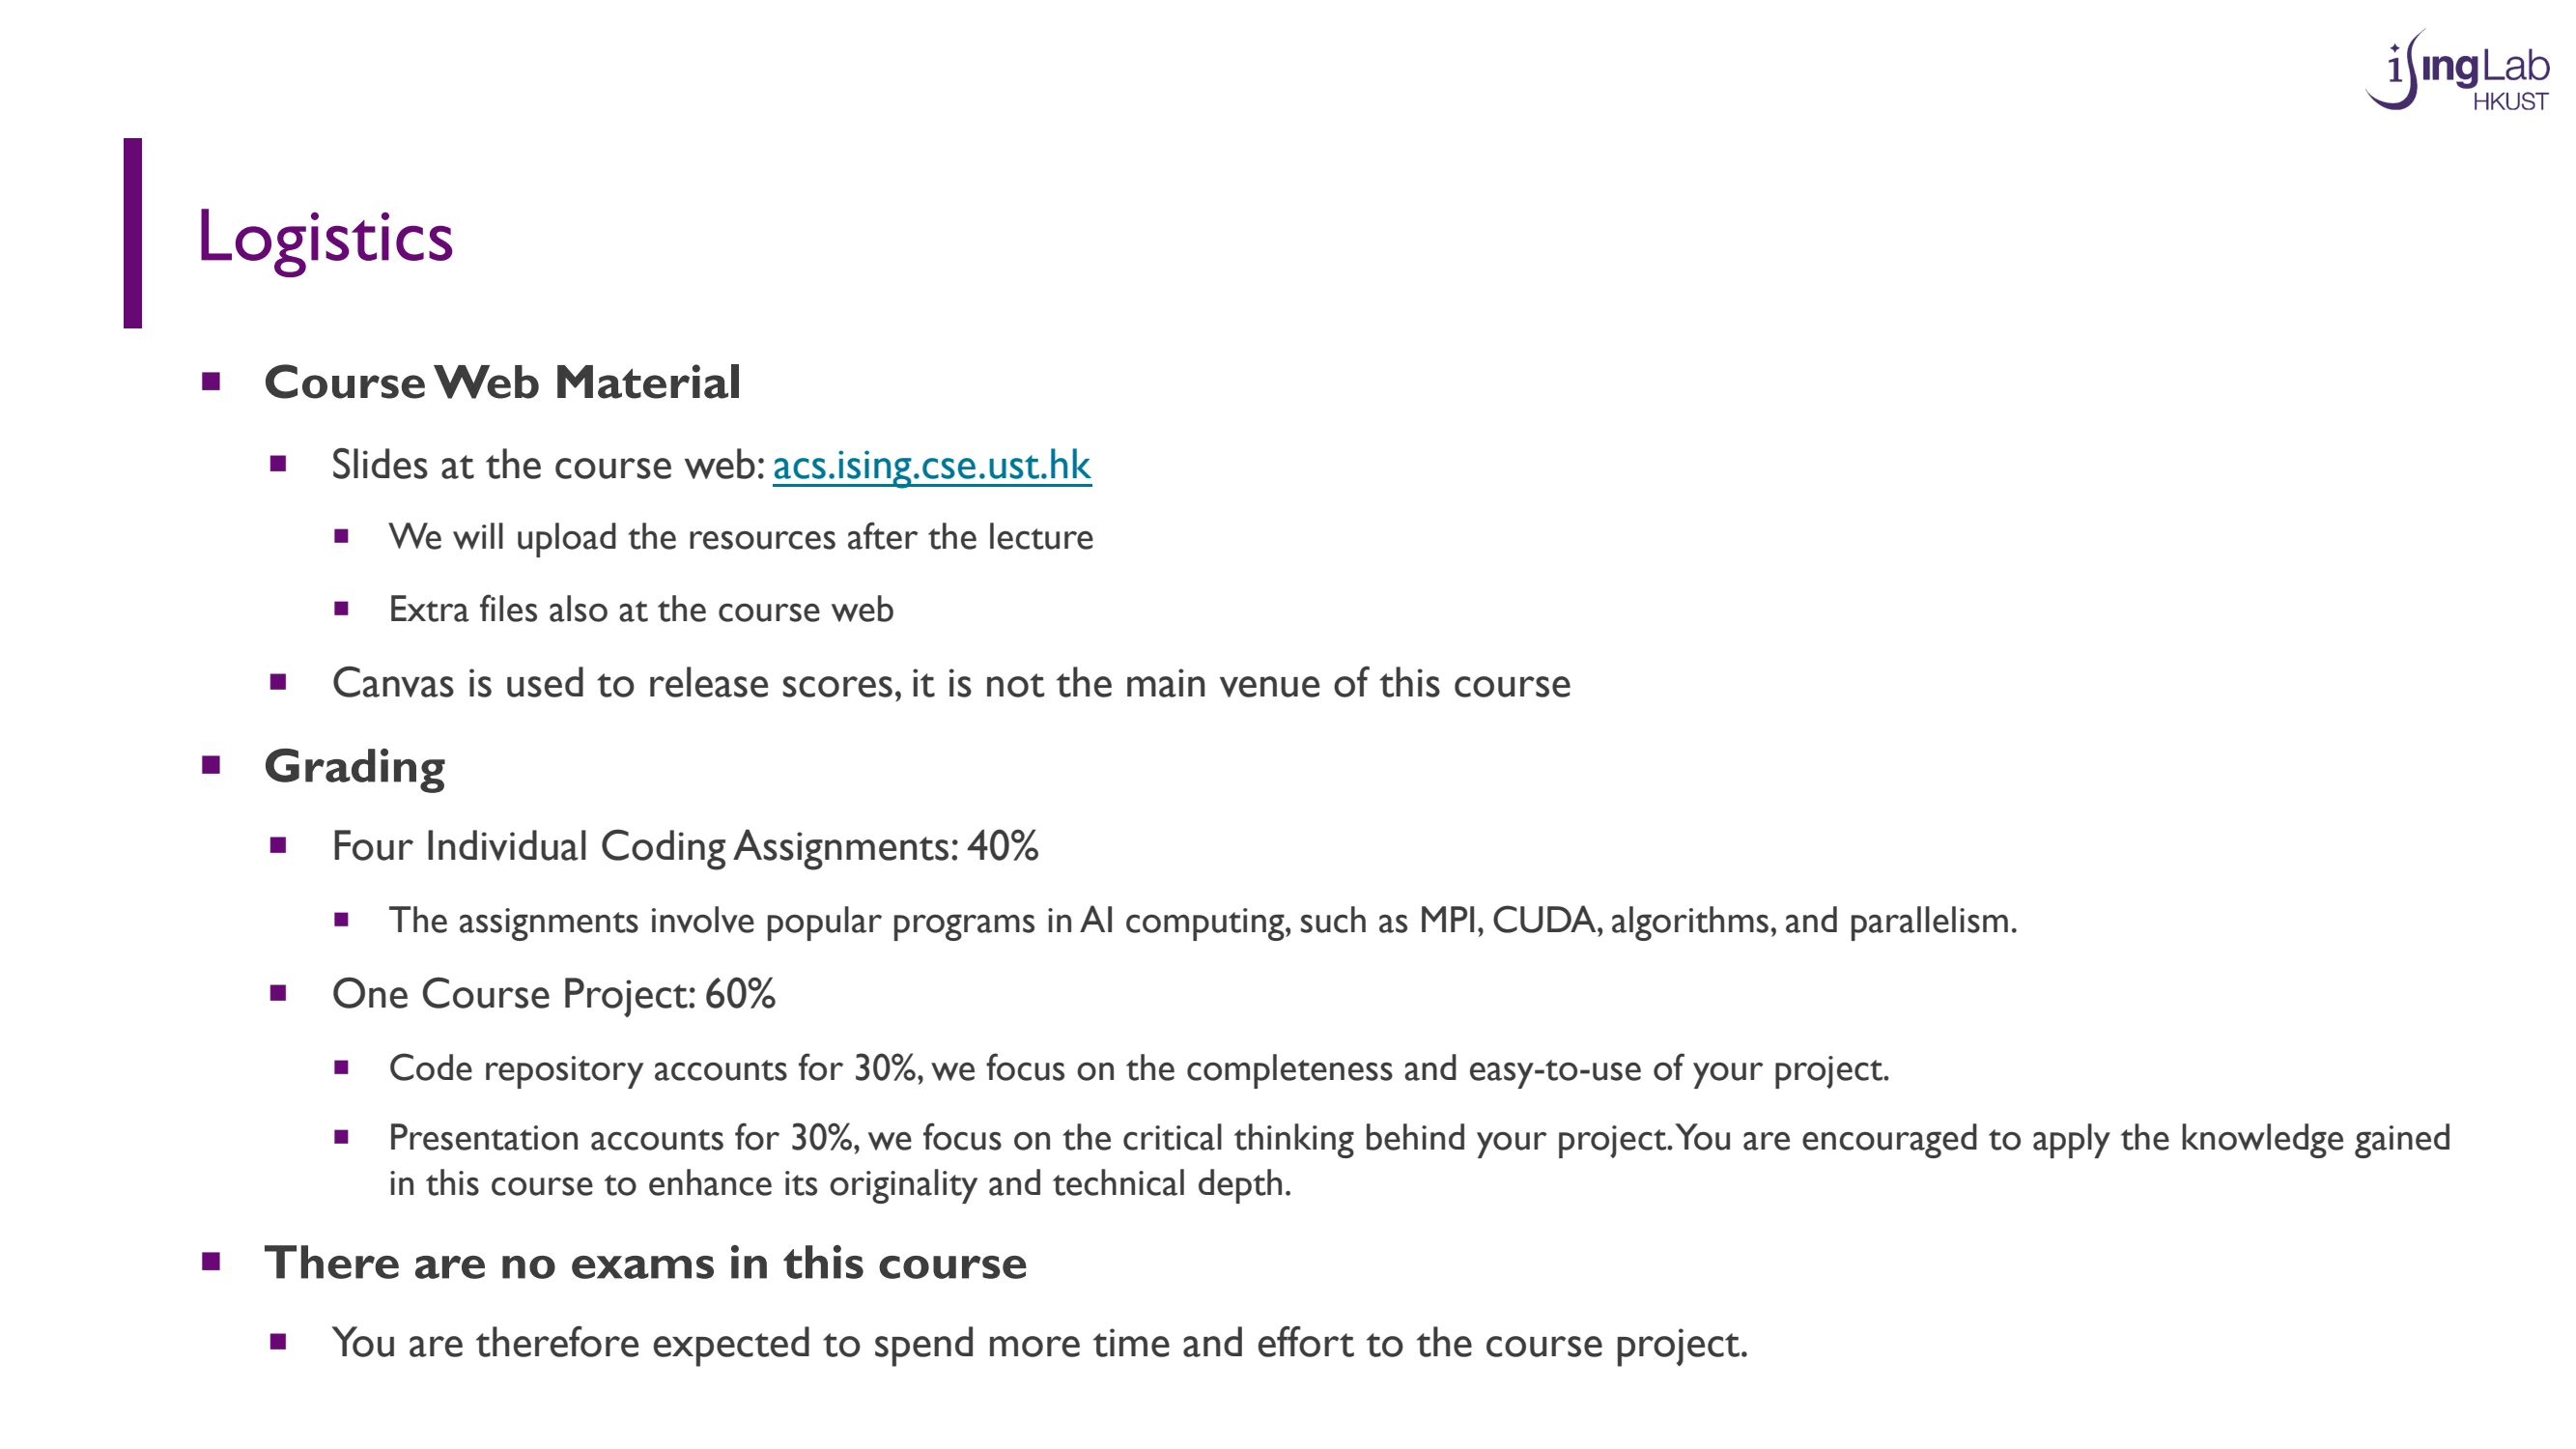 iSingLab
HKUST
Logistics
Course Web Material
Slides at the course web: acs.ising.cse.ust.hk
We will upload the resources after the lecture
Extra files also at the course web
Canvas is used to release scores, it is not the main venue of this course
Grading
Four Individual Coding Assignments: 40%
The assignments involve popular programs in AI computing, such as MPI, CUDA, algorithms, and parallelism.
One Course Project: 60%
Code repository accounts for 30%, we focus on the completeness and easy-to-use of your project.
Presentation accounts for 30%, we focus on the critical thinking behind your project. You are encouraged to apply the knowledge gained
in this course to enhance its originality and technical depth.
There are no exams in this course
You are therefore expected to spend more time and effort to the course project.